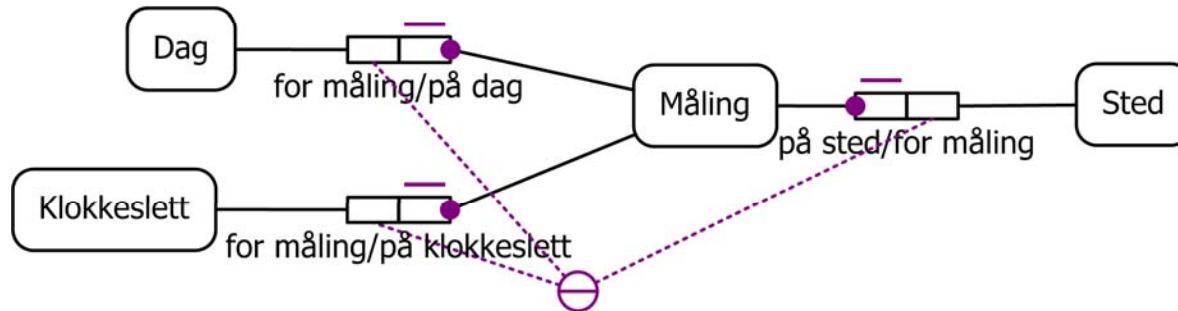 Dag
for måling/på dag
Måling
på sted/for måling
Sted
Klokkeslett
for måling/på klokkeslett